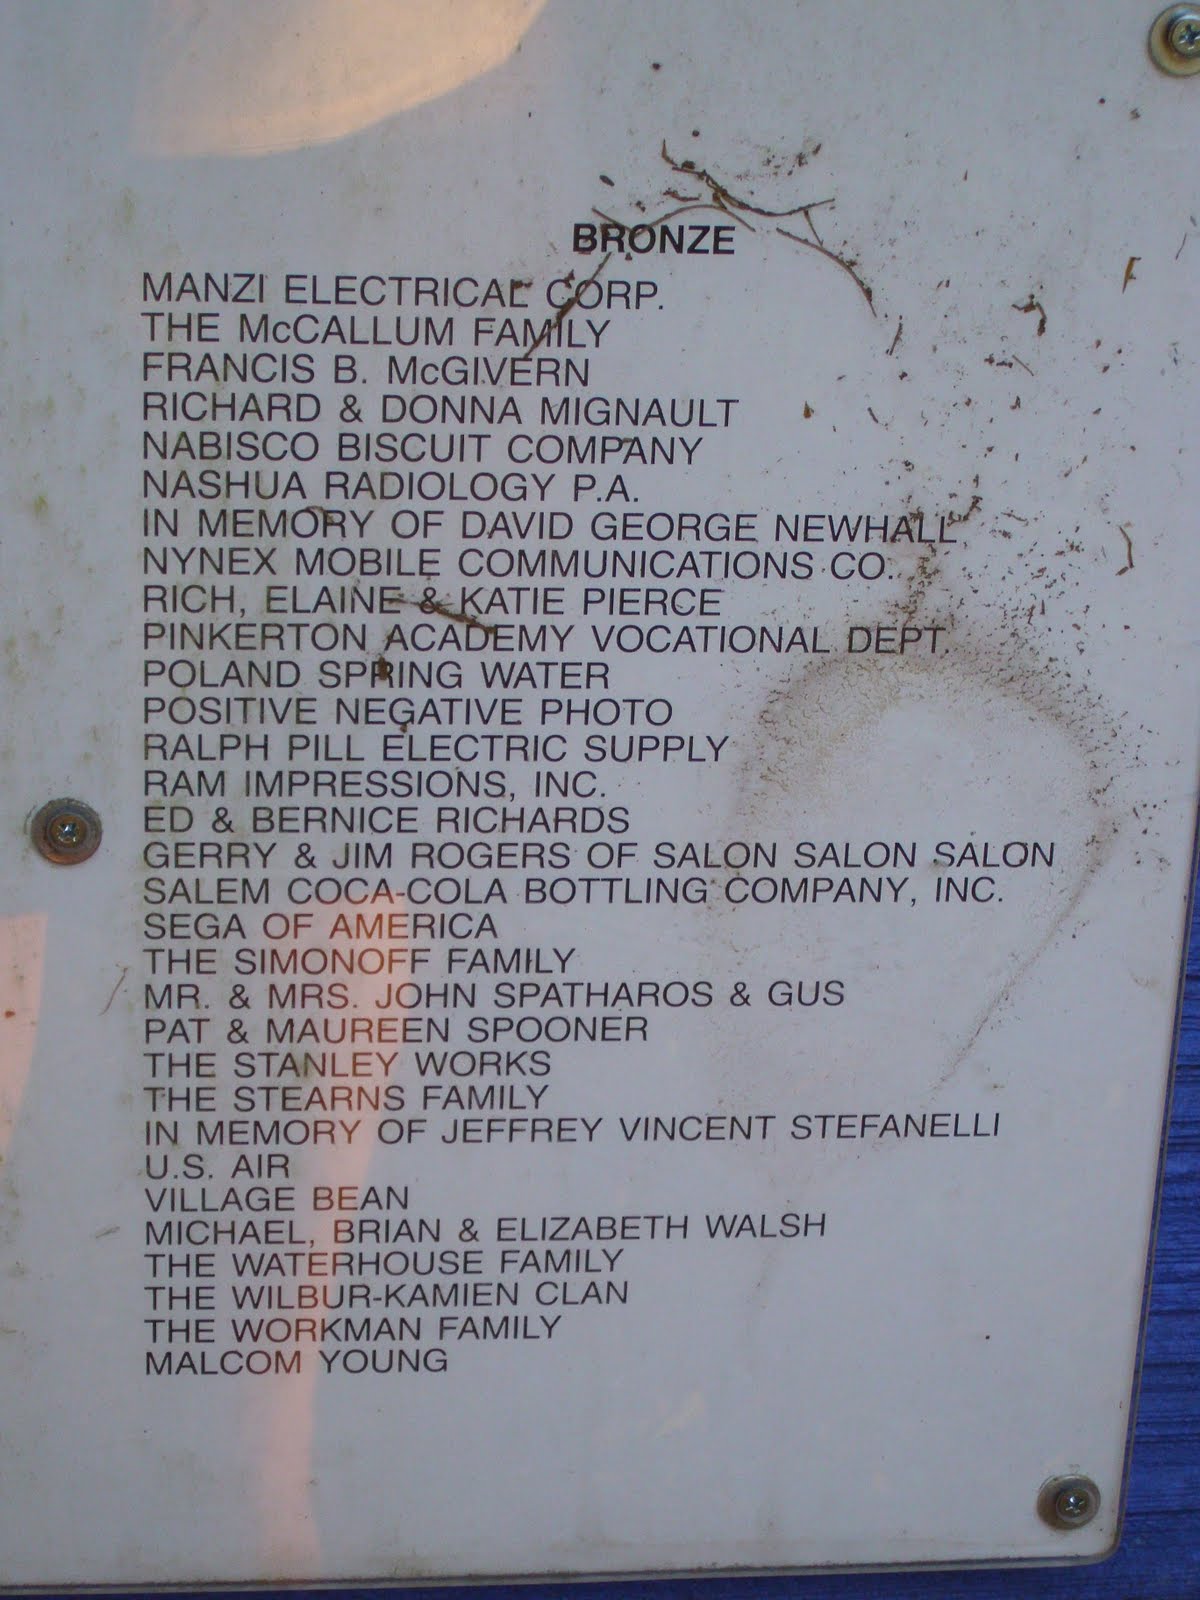 BRONZE
MANZI ELECTRICAL CORP.
THE McCALLUM FAMILY
FRANCIS B. McGIVERN
RICHARD & DONNA MIGNAULT
NABISCO BISCUIT COMPANY
NASHUA RADIOLOGY P.A.
IN MEMORY OF DAVID GEORGE NEWHALL
NYNEX MOBILE COMMUNICATIONS CO.
RICH, ELAINE & KATIE PIERCE
PINKERTON ACADEMY VOCATIONAL DEPT.
POLAND SPRING WATER
POSITIVE NEGATIVE PHOTO
RALPH PILL ELECTRIC SUPPLY
RAM IMPRESSIONS, INC.
ED & BERNICE RICHARDS
GERRY & JIM ROGERS OF SALON SALON SALON
SALEM COCA-COLA BOTTLING COMPANY, INC.
SEGA OF AMERICA
THE SIMONOFF FAMILY
MR. & MRS. JOHN SPATHAROS & GUS
PAT & MAUREEN SPOONER
THE STANLEY WORKS
THE STEARNS FAMILY
IN MEMORY OF JEFFREY VINCENT STEFANELLI
U.S. AIR
VILLAGE BEAN
MICHAEL, BRIAN & ELIZABETH WALSH
THE WATERHOUSE FAMILY
THE WILBUR-KAMIEN CLAN
THE WORKMAN FAMILY
MALCOM YOUNG